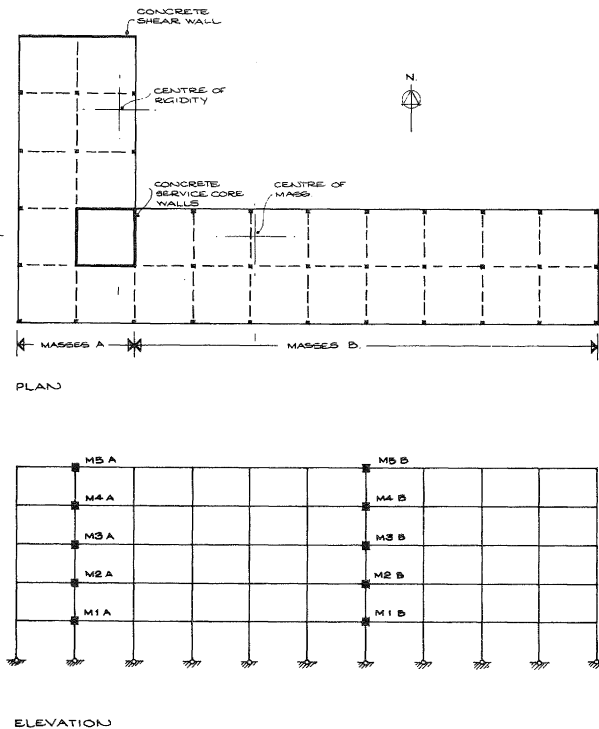 CONCRETE
SHEAR WALL
CENTRE OF
RIGIDITY
N.
CONCRETE
SERVICE CORE
WALLS
CENTRE OF
MASS
MASSES A
MASSES B.
PLAN
M5 A
M5 B
M4 A
M4 B
M3 A
M3 B
M2 A
M2 B
M1 A
M1 B
ELEVATION